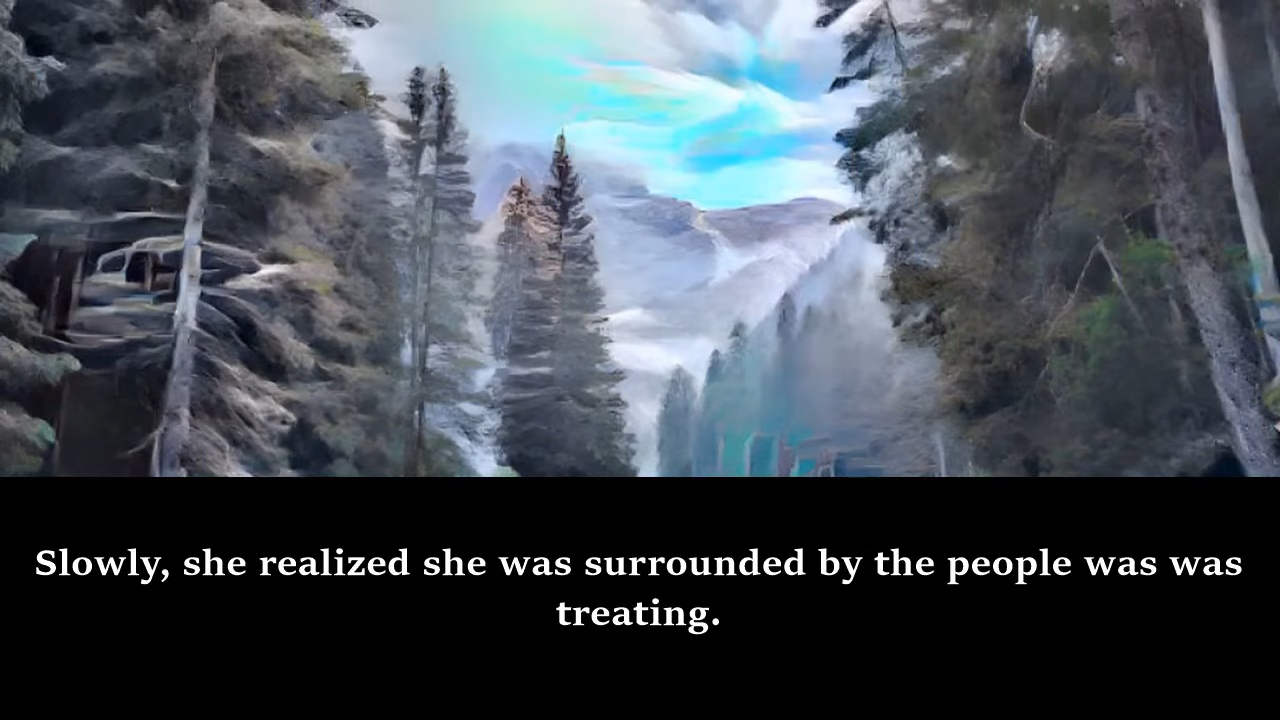 Slowly, she realized she was surrounded by the people was was
treating.